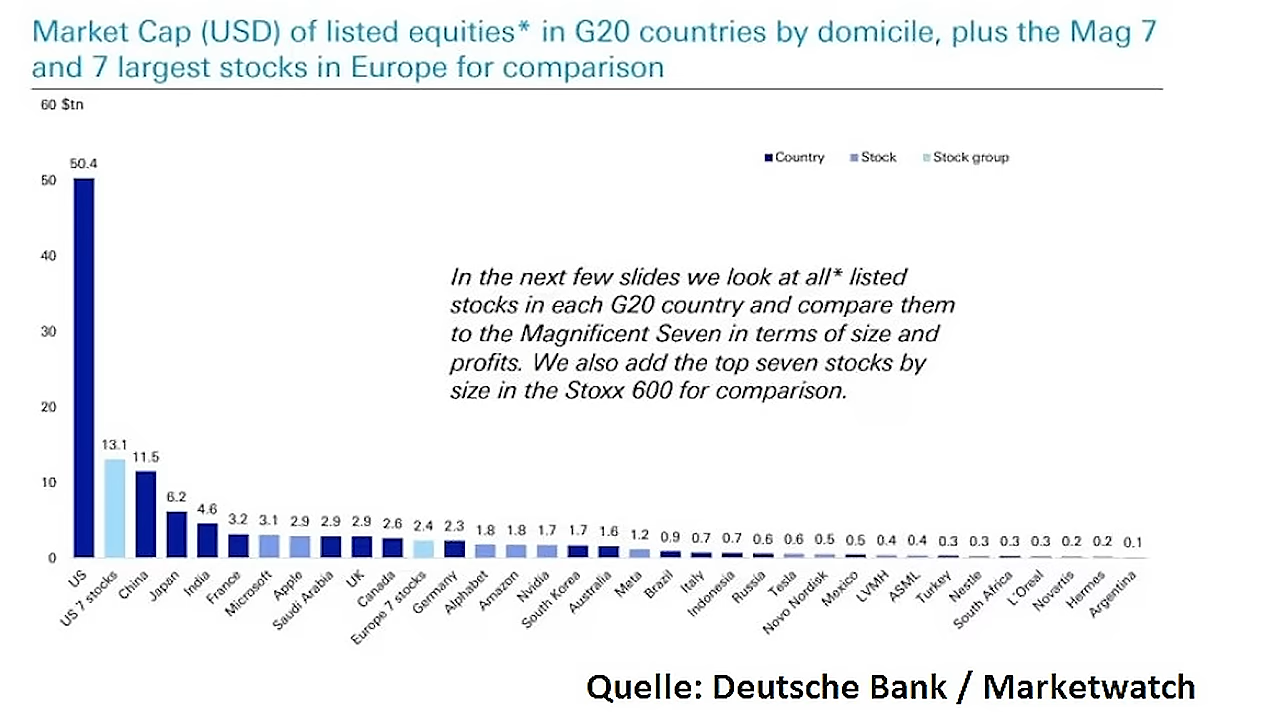 Market Cap (USD) of listed equities* in G20 countries by domicile, plus the Mag 7
and 7 largest stocks in Europe for comparison
60 $tn
50.4
Country Stock Stock group
50
40
In the next few slides we look at all* listed
stocks in each G20 country and compare them
to the Magnificent Seven in terms of size and
profits. We also add the top seven stocks by
size in the Stoxx 600 for comparison.
30
20
13.1
11.5
10
6.2
4.6
3.2 3.1 2.9 2.9 2.9 2.6 2.4 2.3 1.8 1.8 1.7 1.7 1.6 1.2 0.9 0.7 0.7 0.6 0.6 0.5 0.5 0.4 0.4 0.3 0.3 0.3 0.3 0.2 0.2 0.1
0
US
US 7 stocks
China
Japan
India
France
Microsoft
Apple
Saudi Arabia
UK
Canada
Europe 7 stocks
Germany
Alphabet
Amazon
Nvidia
South Korea
Australia
Meta
Brazil
Italy
Indonesia
Russia
Tesla
Novo Nordisk
Mexico
LVMH
ASML
Turkey
Nestle
South Africa
L'Oreal
Novartis
Hermes
Argentina
Quelle: Deutsche Bank / Marketwatch